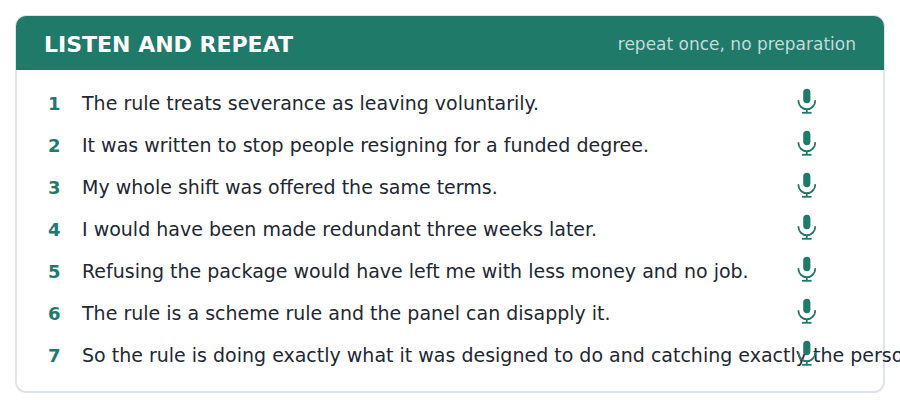 LISTEN AND REPEAT
repeat once, no preparation
1 The rule treats severance as leaving voluntarily.
2 It was written to stop people resigning for a funded degree.
3 My whole shift was offered the same terms.
4 I would have been made redundant three weeks later.
5 Refusing the package would have left me with less money and no job.
6 The rule is a scheme rule and the panel can disapply it.
7 So the rule is doing exactly what it was designed to do and catching exactly the